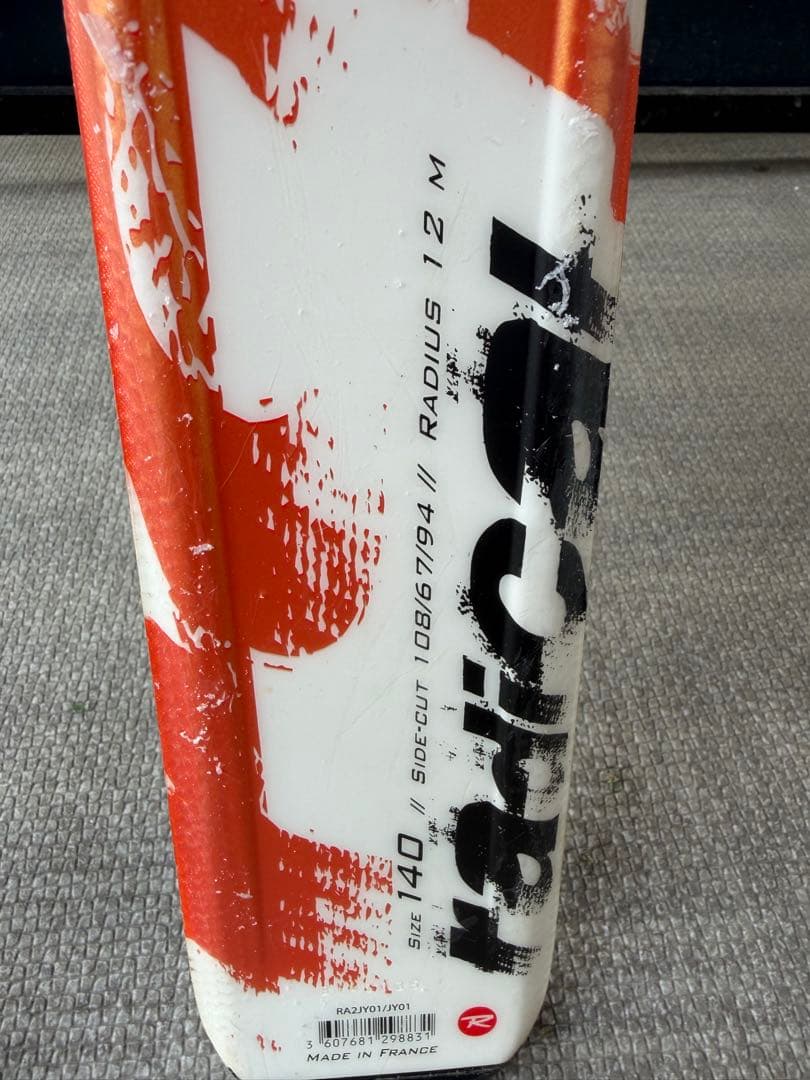 SIZE 140 // SIDE-CUT 108/67/94 // RADIUS 12 M
radical
RA2JY01/JY01
3 607681 298831
MADE IN FRANCE
R